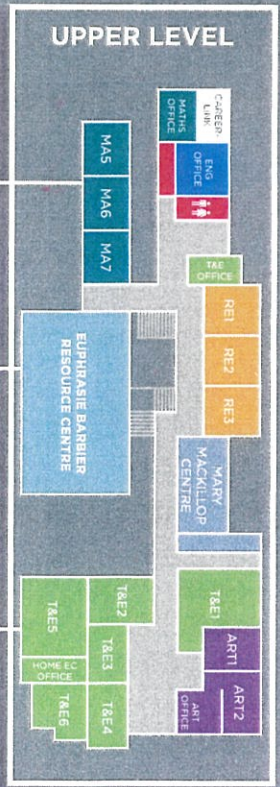 UPPER LEVEL
CAREER
LINK
MATHS
OFFICE
ENG
OFFICE
MA5
MA6
MA7
T&E
OFFICE
RE1
RE2
RE3
EUPHRASIE BARBIER
RESOURCE CENTRE
MARY
MACKILLOP
CENTRE
T&E1
ART1
ART2
ART
OFFICE
T&E2
T&E3
T&E4
T&E5
HOME EC
OFFICE
T&E6